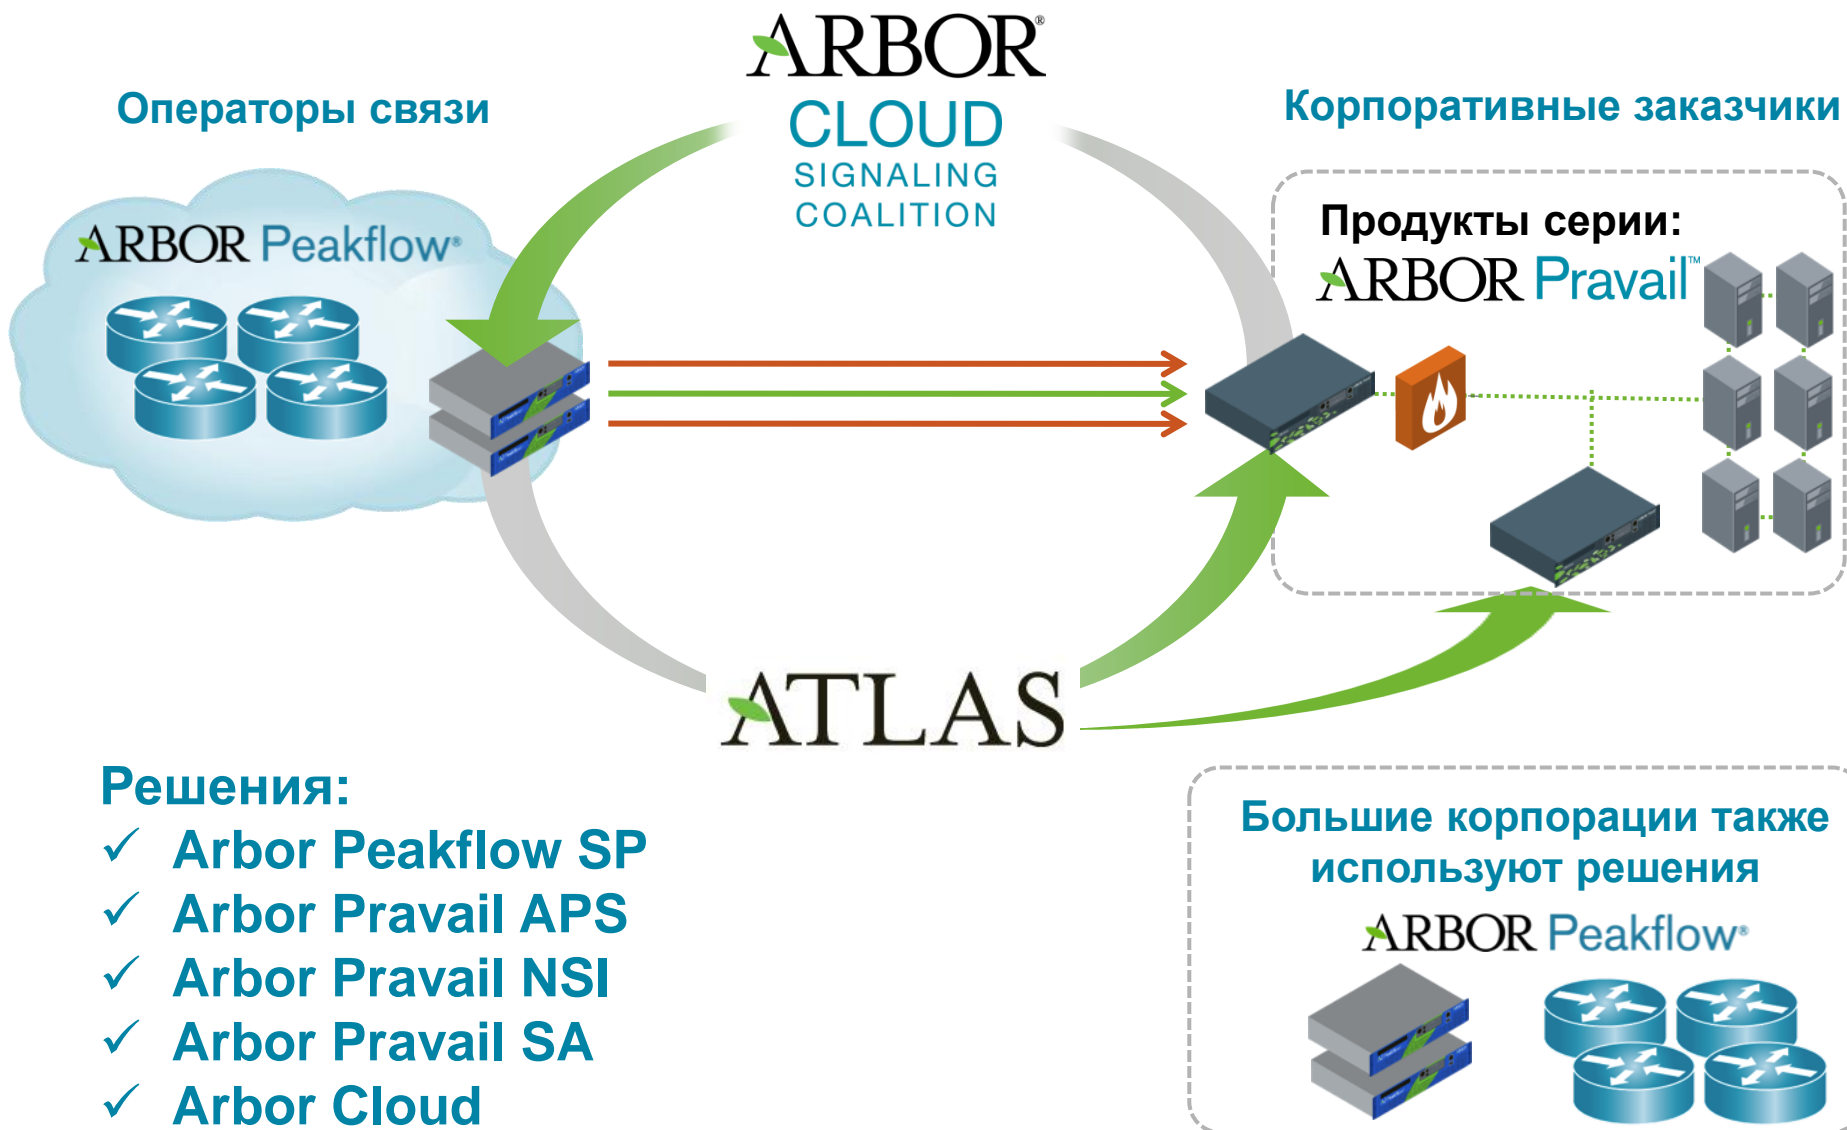 ARBOR®
CLOUD
SIGNALING
COALITION
Операторы связи
Корпоративные заказчики
ARBOR Peakflow®
Продукты серии:
ARBOR Pravail™
ATLAS
Решения:
✓ Arbor Peakflow SP
✓ Arbor Pravail APS
✓ Arbor Pravail NSI
✓ Arbor Pravail SA
✓ Arbor Cloud
Большие корпорации также
используют решения
ARBOR Peakflow®